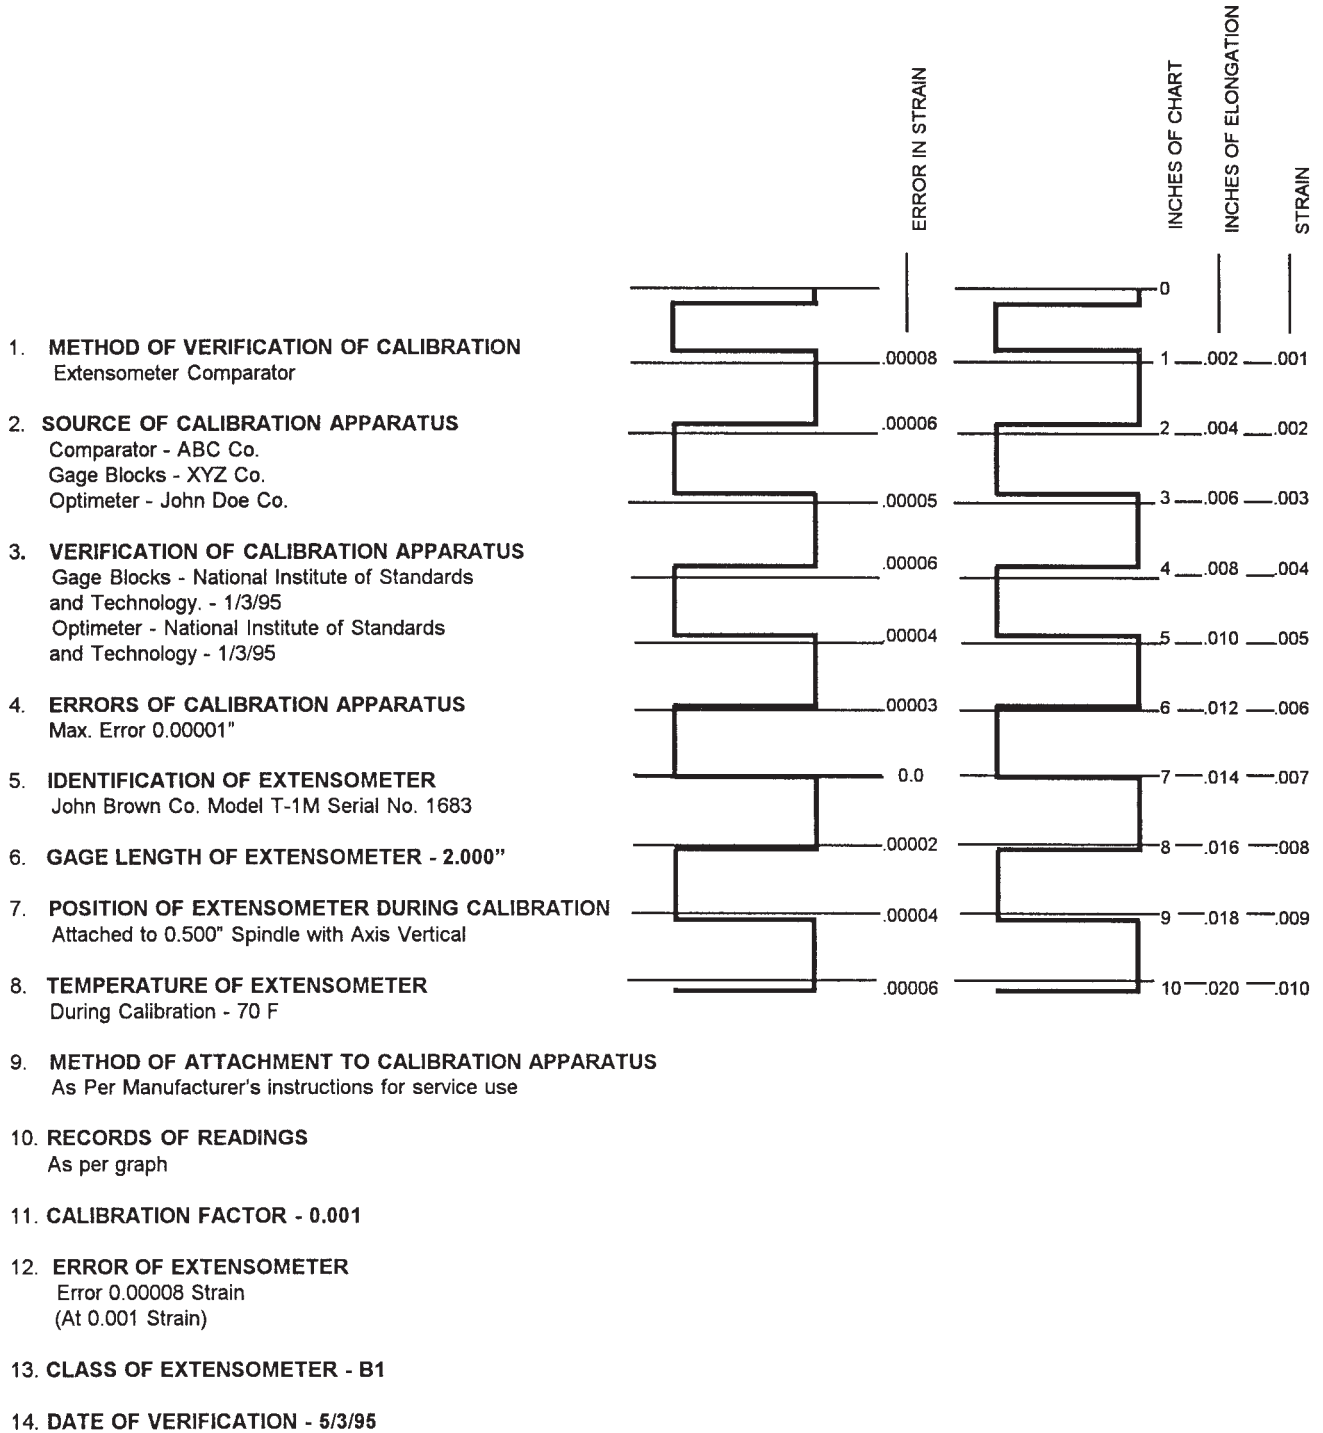 ERROR IN STRAIN
INCHES OF CHART
INCHES OF ELONGATION
STRAIN
0
.00008 1 .002 .001
.00006 2 .004 .002
.00005 3 .006 .003
.00006 4 .008 .004
.00004 5 .010 .005
.00003 6 .012 .006
0.0 7 .014 .007
.00002 8 .016 .008
.00004 9 .018 .009
.00006 10 .020 .010
1. METHOD OF VERIFICATION OF CALIBRATION
Extensometer Comparator
2. SOURCE OF CALIBRATION APPARATUS
Comparator - ABC Co.
Gage Blocks - XYZ Co.
Optimeter - John Doe Co.
3. VERIFICATION OF CALIBRATION APPARATUS
Gage Blocks - National Institute of Standards
and Technology. - 1/3/95
Optimeter - National Institute of Standards
and Technology - 1/3/95
4. ERRORS OF CALIBRATION APPARATUS
Max. Error 0.00001"
5. IDENTIFICATION OF EXTENSOMETER
John Brown Co. Model T-1M Serial No. 1683
6. GAGE LENGTH OF EXTENSOMETER - 2.000"
7. POSITION OF EXTENSOMETER DURING CALIBRATION
Attached to 0.500" Spindle with Axis Vertical
8. TEMPERATURE OF EXTENSOMETER
During Calibration - 70 F
9. METHOD OF ATTACHMENT TO CALIBRATION APPARATUS
As Per Manufacturer's instructions for service use
10. RECORDS OF READINGS
As per graph
11. CALIBRATION FACTOR - 0.001
12. ERROR OF EXTENSOMETER
Error 0.00008 Strain
(At 0.001 Strain)
13. CLASS OF EXTENSOMETER - B1
14. DATE OF VERIFICATION - 5/3/95